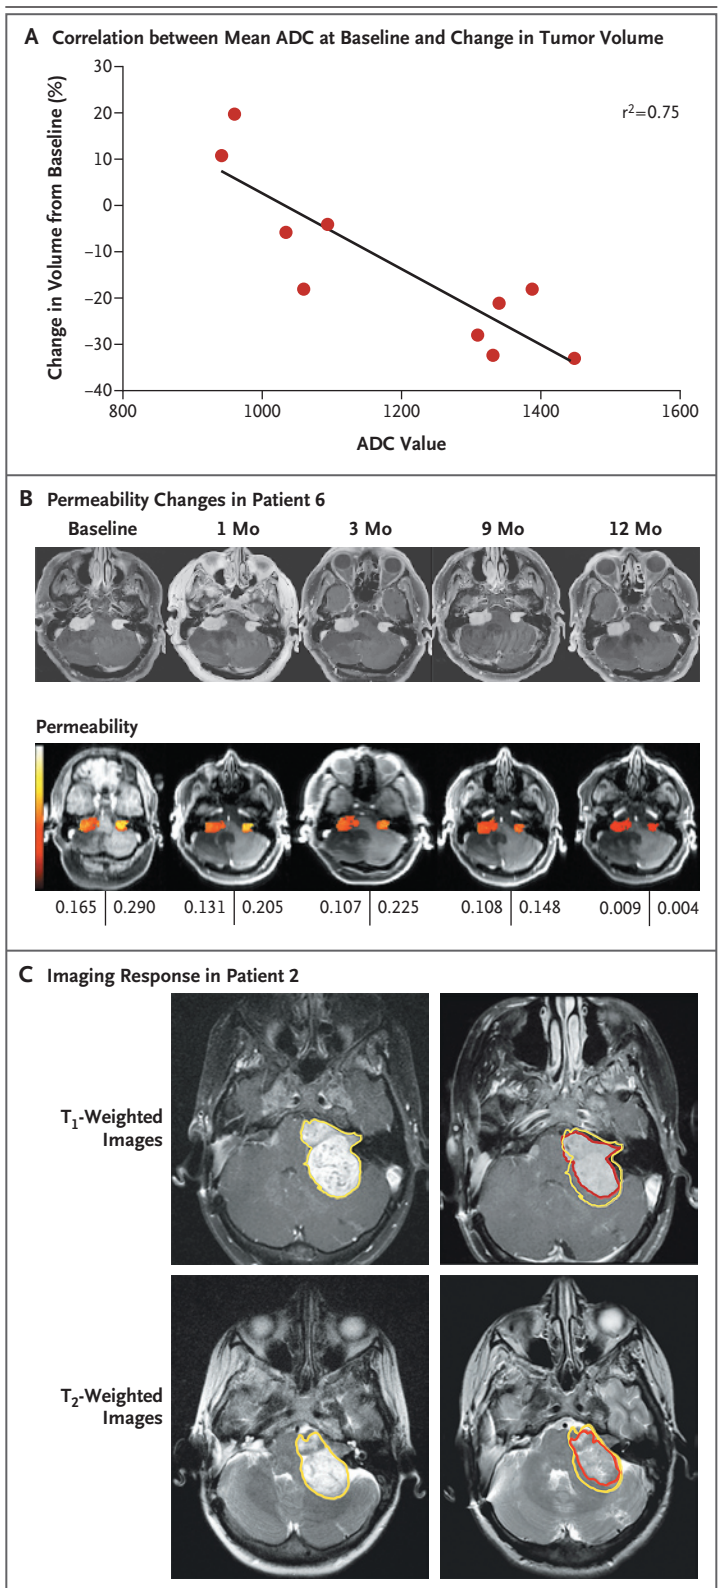 A Correlation between Mean ADC at Baseline and Change in Tumor Volume
Change in Volume from Baseline (%)
30
20
10
0
−10
−20
−30
−40
r²=0.75
800 1000 1200 1400 1600
ADC Value
B Permeability Changes in Patient 6
Baseline 1 Mo 3 Mo 9 Mo 12 Mo
Permeability
0.165 0.290 0.131 0.205 0.107 0.225 0.108 0.148 0.009 0.004
C Imaging Response in Patient 2
T₁-Weighted
Images
T₂-Weighted
Images